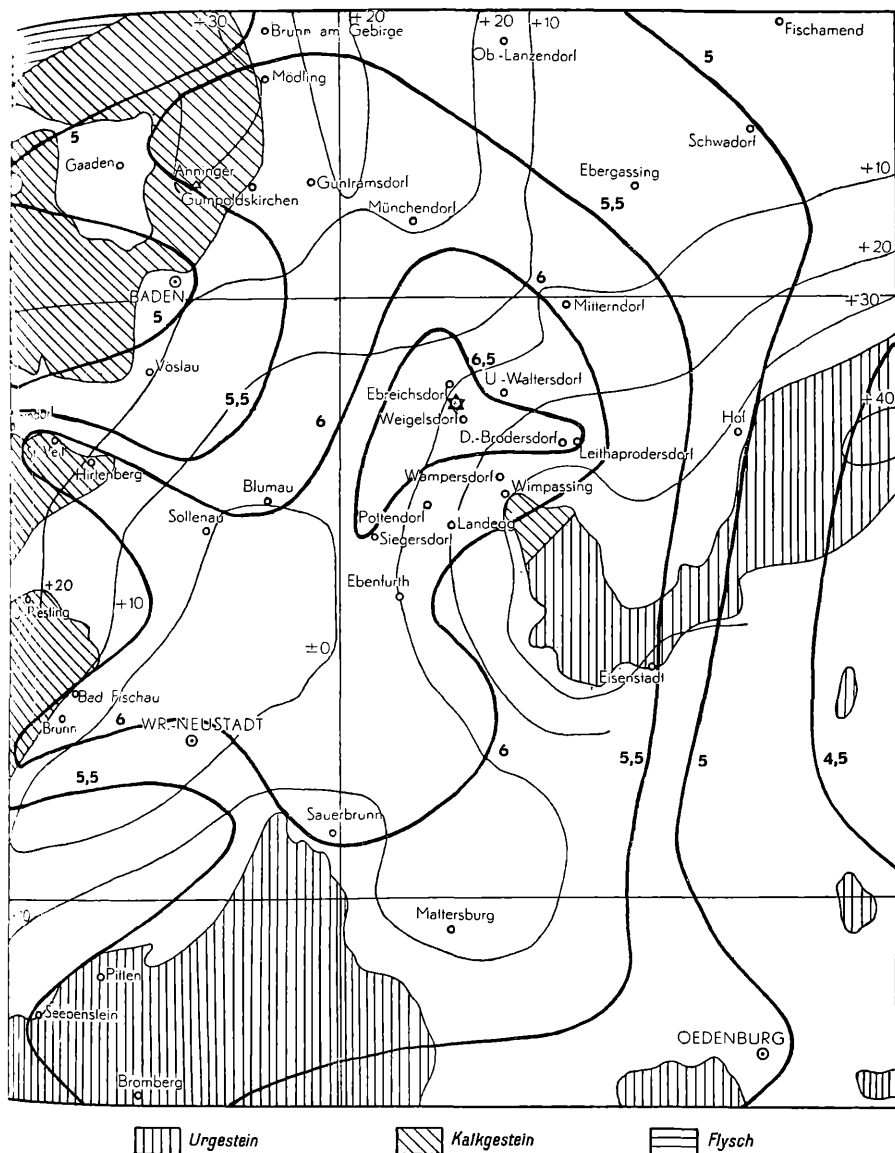 +30
+20
+20
+10
Brunn am Gebirge
Ob.-Lanzendorf
Fischamend
5
Mödling
5
Schwadorf
Gaaden
Anninger
Gumpoldskirchen
Guntramsdorf
Münchendorf
Ebergassing
5,5
+10
+20
+30
6
BADEN
5
Mitterndorf
Vöslau
5,5
6
6,5
Ebreichsdorf
U.-Waltersdorf
Weigelsdorf
D.-Brodersdorf
Leithaprodersdorf
Hof
+40
St. Veit
Hirtenberg
Blumau
Sollenau
Wampersdorf
Wimpassing
Pottendorf
Landegg
Siegersdorf
Ebenfurth
+20
+10
±0
Eisenstadt
Bad Fischau
Brunn
6
WR.-NEUSTADT
5,5
6
5,5
5
4,5
Sauerbrunn
Mattersburg
Pitten
Seebenstein
Bromberg
OEDENBURG
Urgestein
Kalkgestein
Flysch